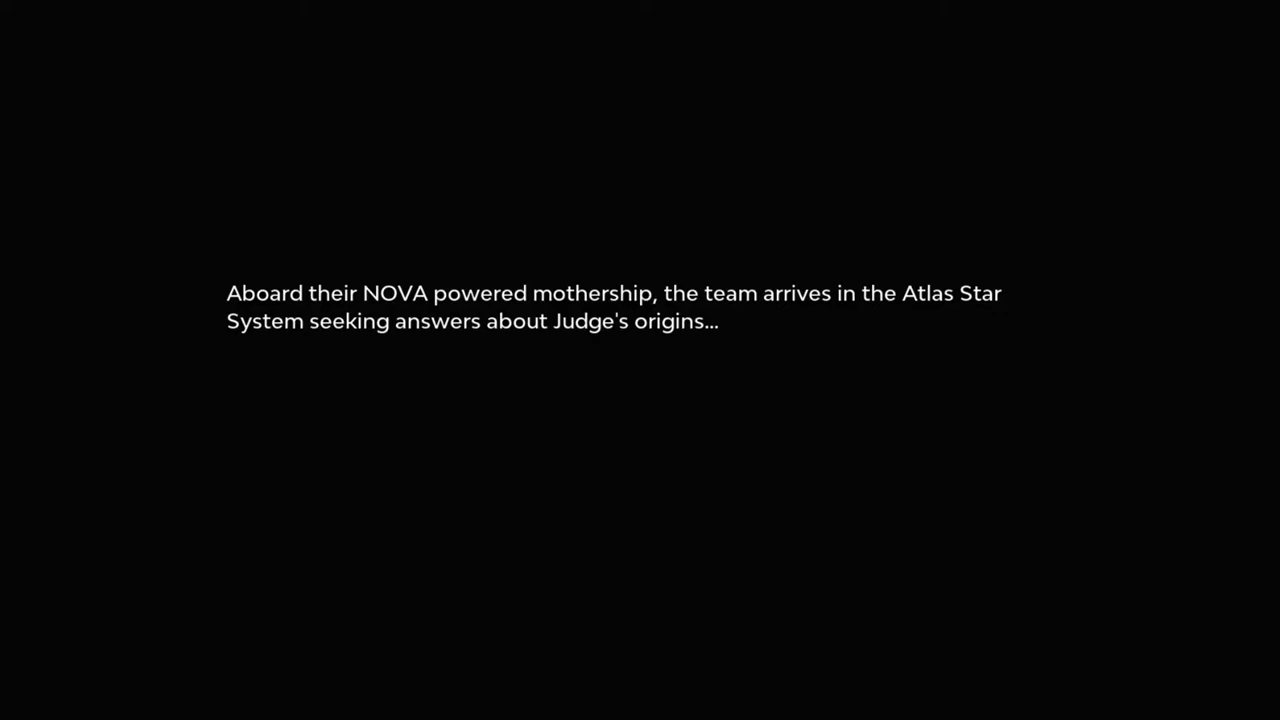 Aboard their NOVA powered mothership, the team arrives in the Atlas Star
System seeking answers about Judge's origins...